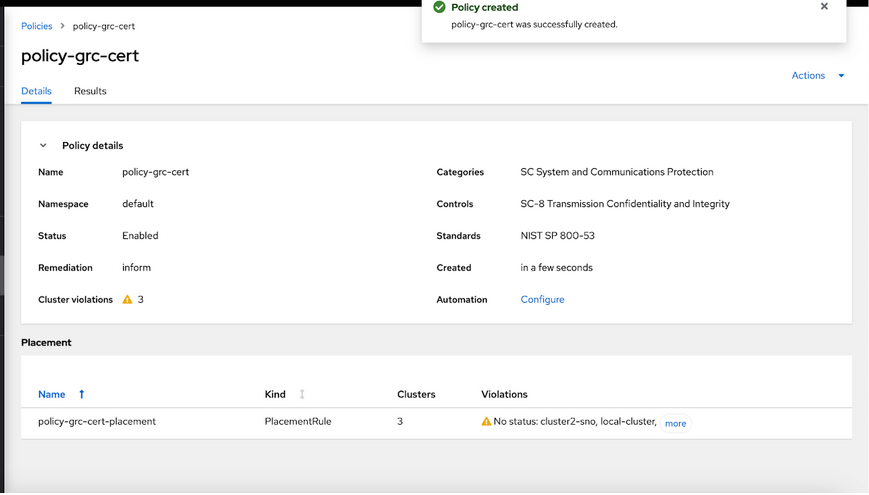 Policy created
policy-grc-cert was successfully created.
Policies > policy-grc-cert
policy-grc-cert
Actions
Details Results
Policy details
Name policy-grc-cert Categories SC System and Communications Protection
Namespace default Controls SC-8 Transmission Confidentiality and Integrity
Status Enabled Standards NIST SP 800-53
Remediation inform Created in a few seconds
Cluster violations 3 Automation Configure
Placement
Name Kind Clusters Violations
policy-grc-cert-placement PlacementRule 3 No status: cluster2-sno, local-cluster, more